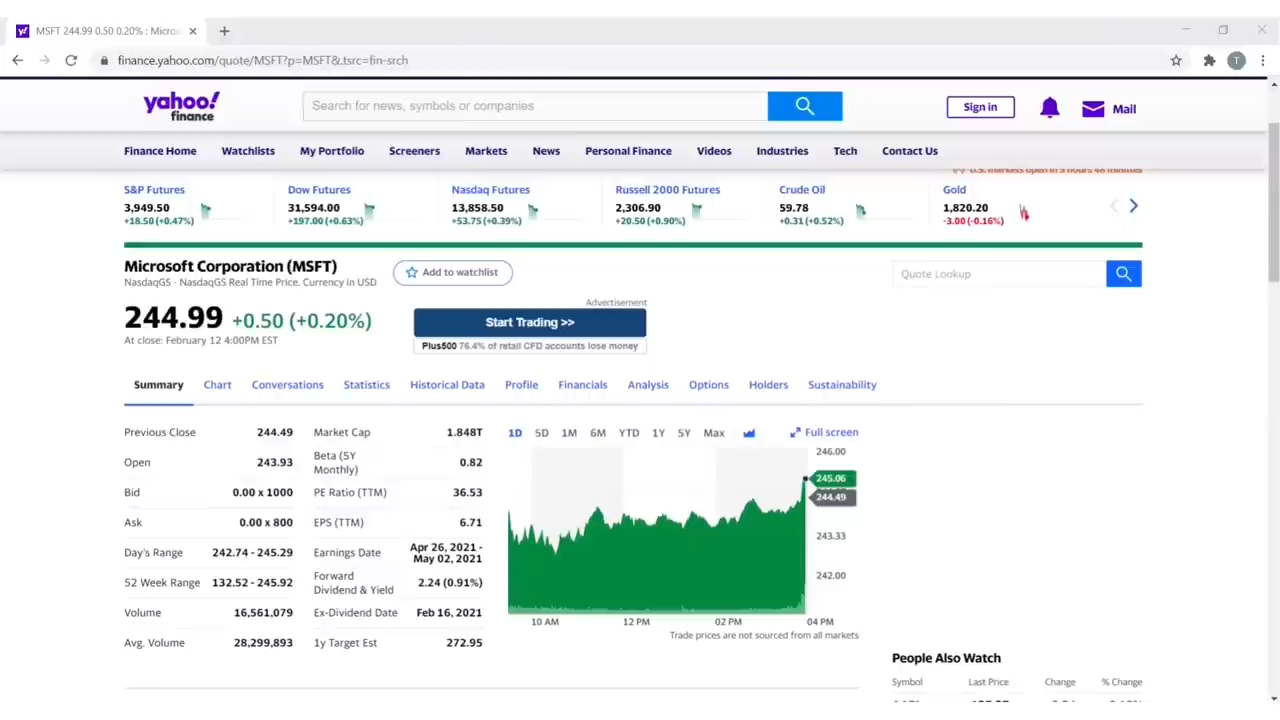 MSFT 244.99 0.50 0.20% : Micro
finance.yahoo.com/quote/MSFT?p=MSFT&.tsrc=fin-srch
T
yahoo!
finance
Search for news, symbols or companies
Sign in
Mail
Finance Home Watchlists My Portfolio Screeners Markets News Personal Finance Videos Industries Tech Contact Us
U.S. markets open in 5 hours 48 minutes
S&P Futures Dow Futures Nasdaq Futures Russell 2000 Futures Crude Oil Gold
3,949.50 31,594.00 13,858.50 2,306.90 59.78 1,820.20
+18.50 (+0.47%) +197.00 (+0.63%) +53.75 (+0.39%) +20.50 (+0.90%) +0.31 (+0.52%) -3.00 (-0.16%)
Microsoft Corporation (MSFT)
NasdaqGS - NasdaqGS Real Time Price. Currency in USD
Add to watchlist
Quote Lookup
244.99 +0.50 (+0.20%)
At close: February 12 4:00PM EST
Advertisement
Start Trading >>
Plus500 76.4% of retail CFD accounts lose money
Summary Chart Conversations Statistics Historical Data Profile Financials Analysis Options Holders Sustainability
Previous Close 244.49
Open 243.93
Bid 0.00 x 1000
Ask 0.00 x 800
Day's Range 242.74 - 245.29
52 Week Range 132.52 - 245.92
Volume 16,561,079
Avg. Volume 28,299,893
Market Cap 1.848T
Beta (5Y
Monthly) 0.82
PE Ratio (TTM) 36.53
EPS (TTM) 6.71
Earnings Date Apr 26, 2021 -
May 02, 2021
Forward
Dividend & Yield 2.24 (0.91%)
Ex-Dividend Date Feb 16, 2021
1y Target Est 272.95
1D 5D 1M 6M YTD 1Y 5Y Max Full screen
246.00
245.06
244.49
243.33
242.00
10 AM 12 PM 02 PM 04 PM
Trade prices are not sourced from all markets
People Also Watch
Symbol Last Price Change % Change